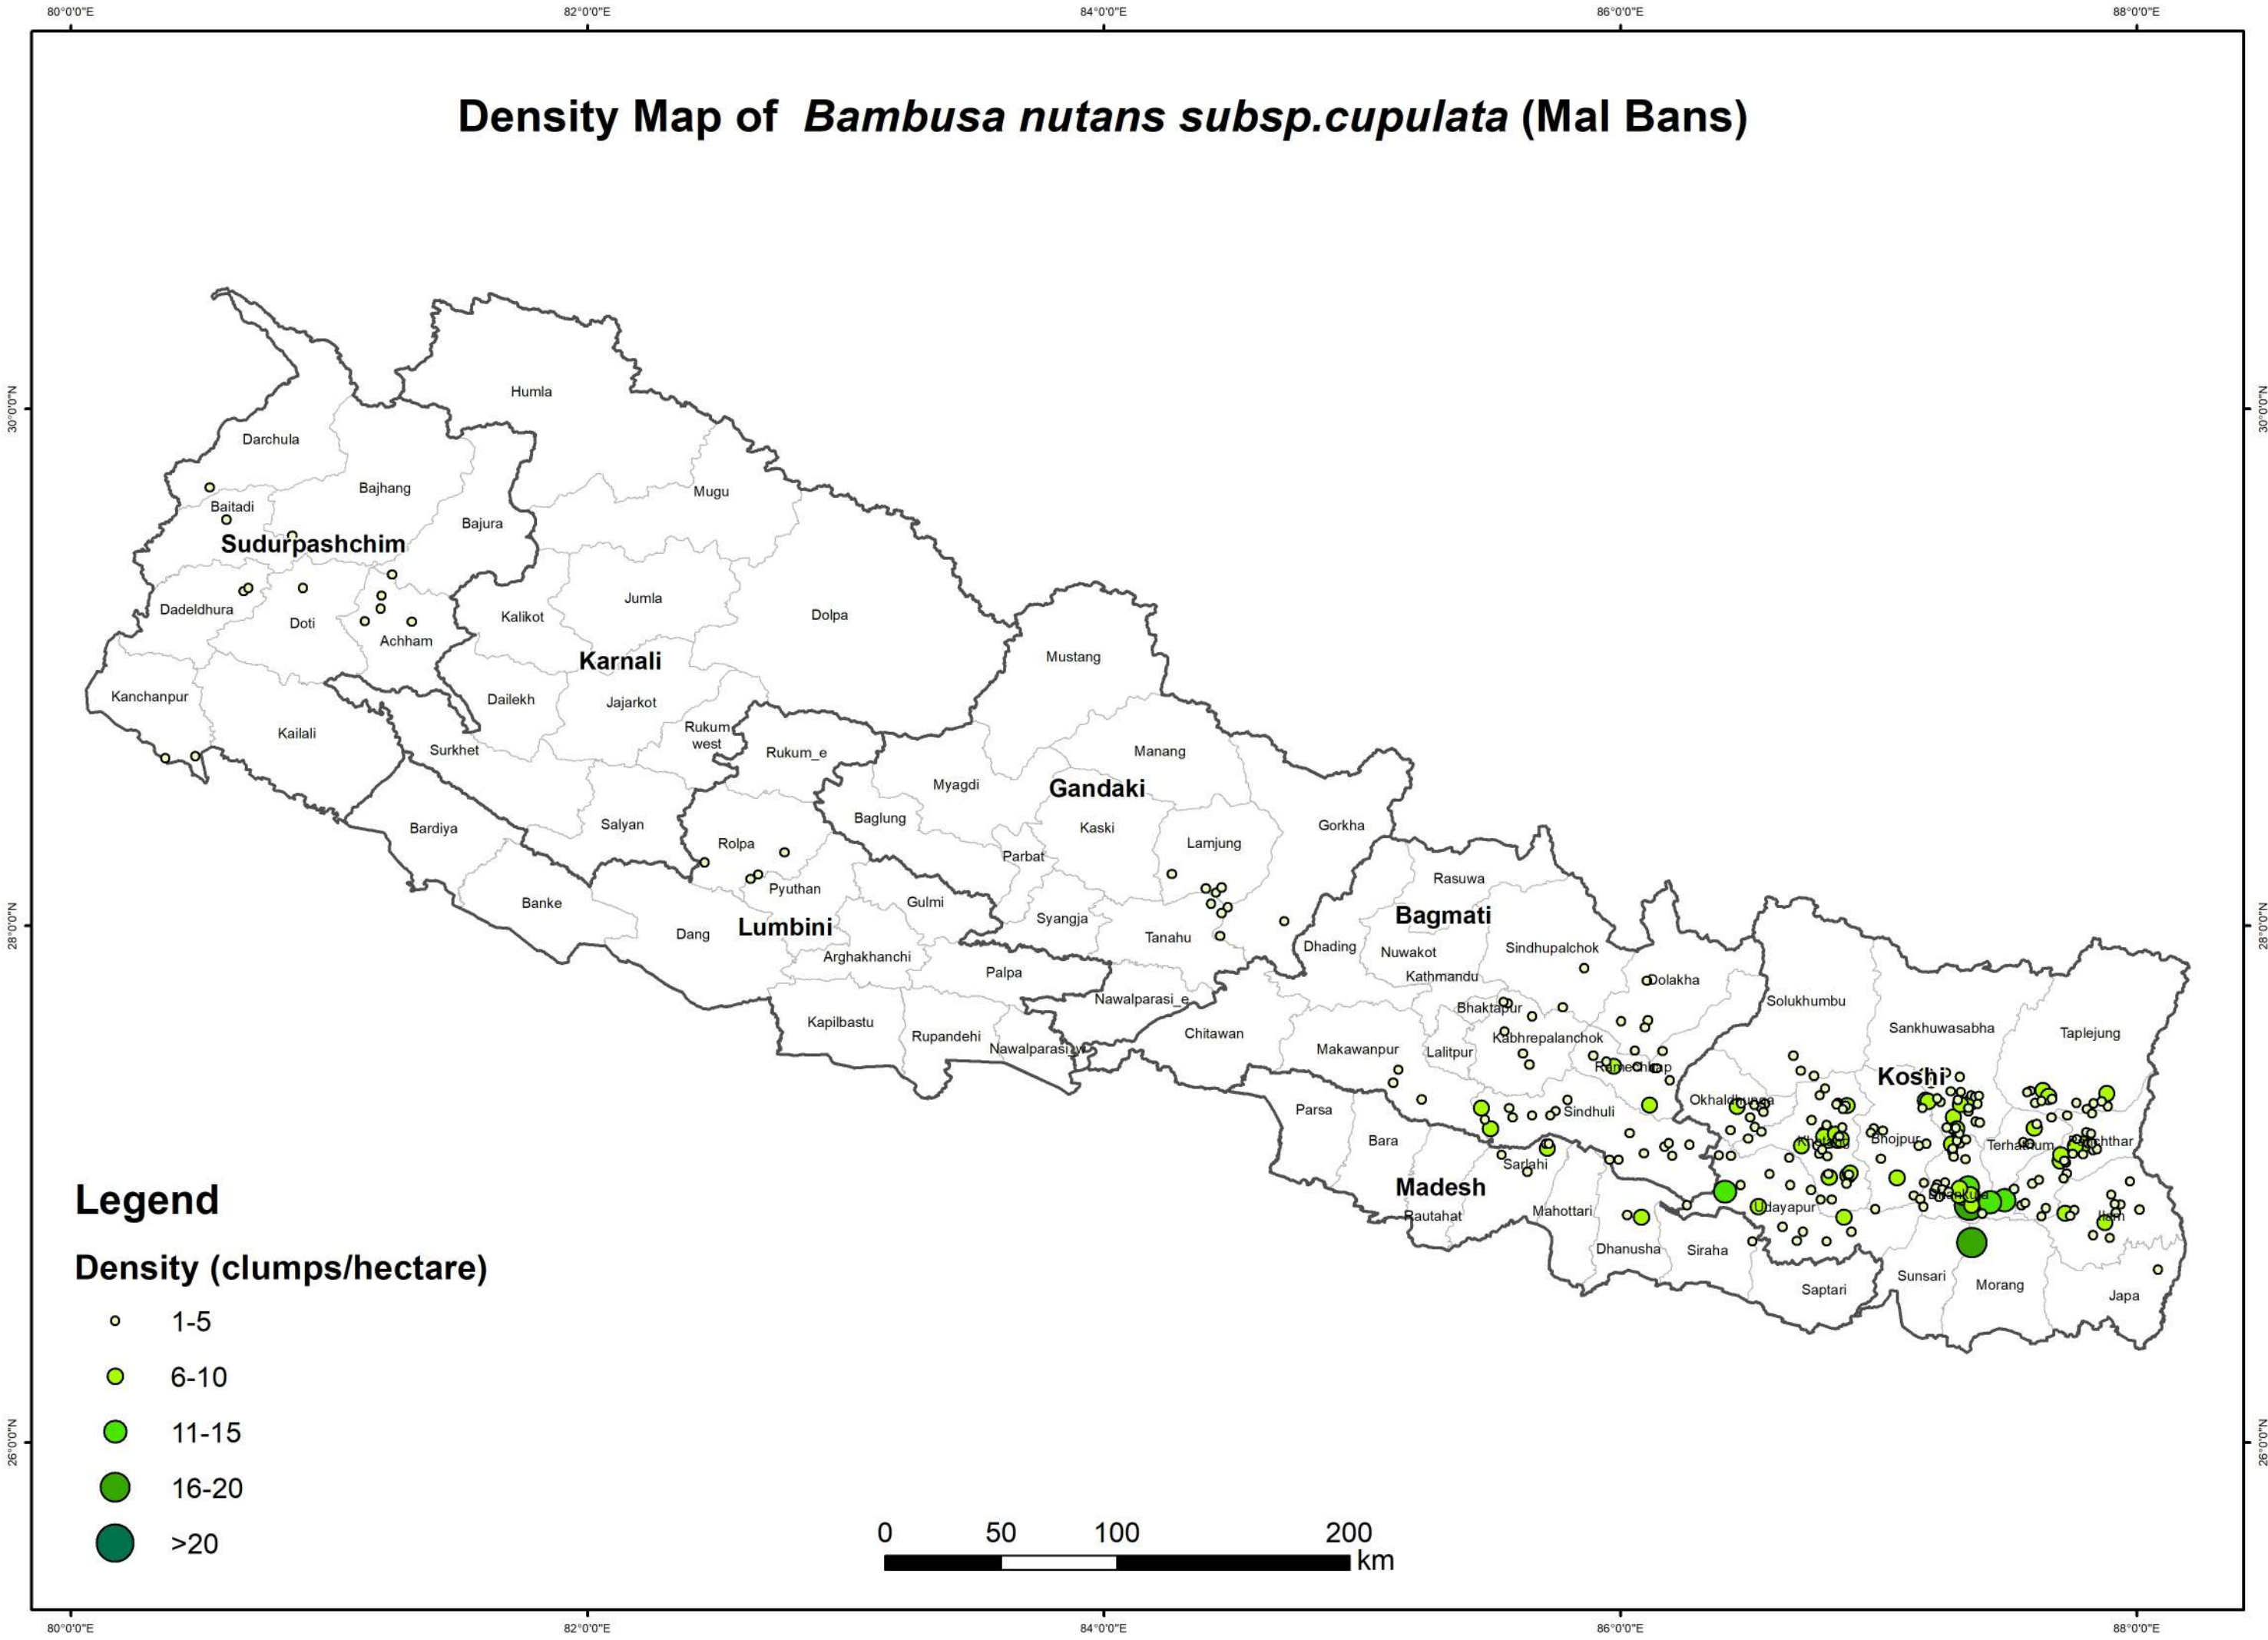 80°0'0"E 82°0'0"E 84°0'0"E 86°0'0"E 88°0'0"E
Density Map of Bambusa nutans subsp.cupulata (Mal Bans)
30°0'0"N 30°0'0"N
Humla
Darchula
Bajhang
Mugu
Baitadi
Bajura
Sudurpashchim
Jumla
Dadeldhura
Kalikot
Dolpa
Doti
Achham
Karnali
Mustang
Kanchanpur
Dailekh
Jajarkot
Kailali
Rukum
west
Surkhet
Rukum_e
Manang
Myagdi
Gandaki
Baglung
Bardiya
Salyan
Kaski
Gorkha
Rolpa
Lamjung
Parbat
Rasuwa
Pyuthan
Banke
Gulmi
Bagmati
28°0'0"N 28°0'0"N
Syangja
Lumbini
Dang
Tanahu
Dhading
Sindhupalchok
Nuwakot
Arghakhanchi
Palpa
Kathmandu
Dolakha
Nawalparasi_e
Solukhumbu
Bhaktapur
Kapilbastu
Sankhuwasabha
Rupandehi
Chitawan
Taplejung
Kabhrepalanchok
Nawalparasi_w
Makawanpur
Lalitpur
Ramechhap
Koshi
Okhaldhunga
Parsa
Sindhuli
Bara
Khotang
Bhojpur
Terhathum
Panchthar
Sarlahi
Madesh
Dhankuta
Legend
Udayapur
Mahottari
Rautahat
Ilam
Dhanusha
Siraha
Density (clumps/hectare)
Sunsari
Morang
Saptari
Japa
1-5
6-10
11-15
26°0'0"N 26°0'0"N
16-20
>20
0 50 100 200
km
80°0'0"E 82°0'0"E 84°0'0"E 86°0'0"E 88°0'0"E